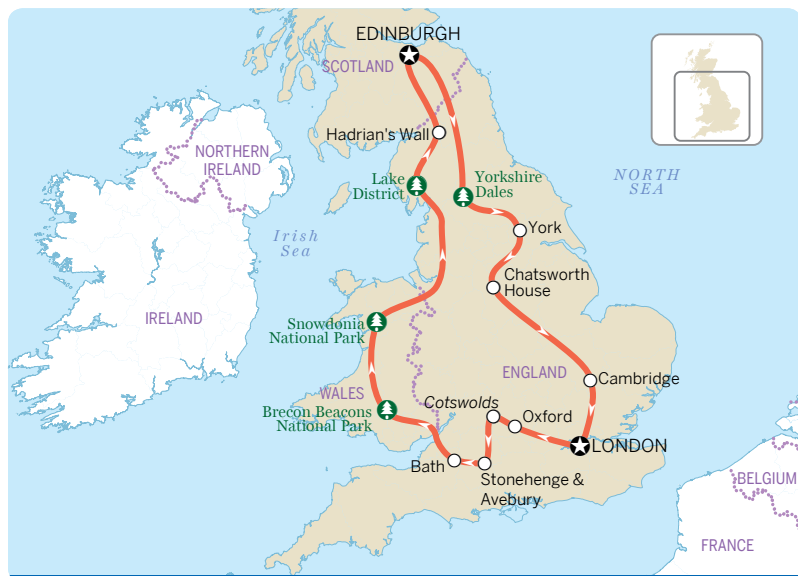 EDINBURGH
SCOTLAND
Hadrian's Wall
NORTHERN
IRELAND
Lake
District
Yorkshire
Dales
NORTH
SEA
York
Irish
Sea
Chatsworth
House
IRELAND
Snowdonia
National Park
ENGLAND
Cambridge
WALES
Cotswolds
Brecon Beacons
National Park
Oxford
LONDON
Bath
Stonehenge &
Avebury
BELGIUM
FRANCE